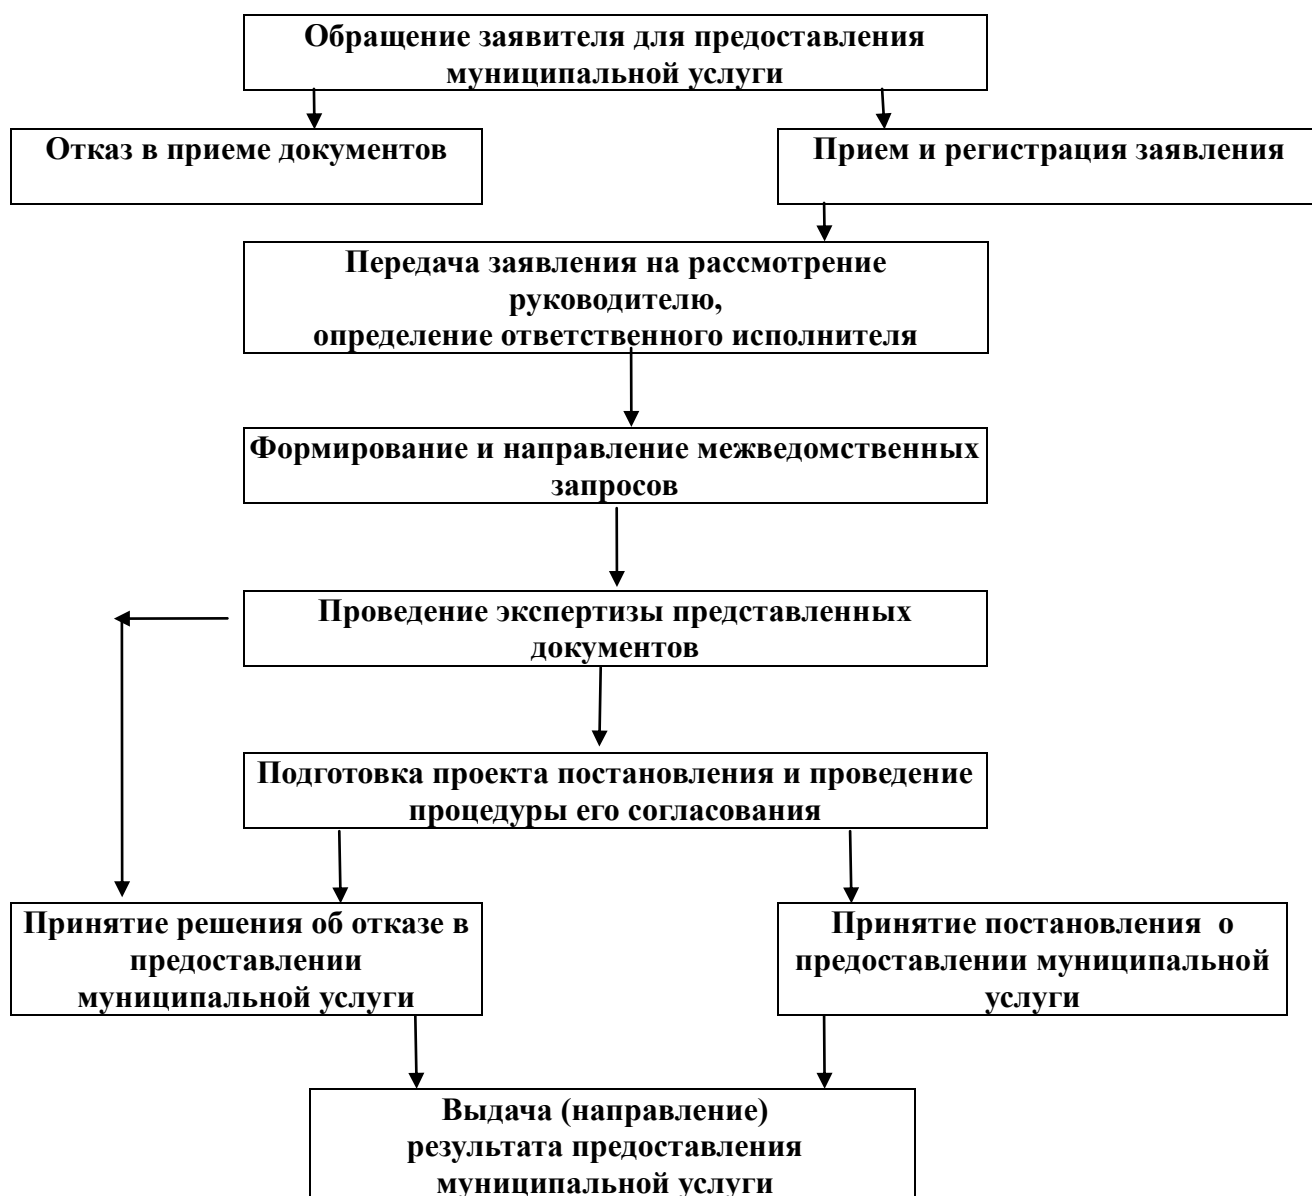 Обращение заявителя для предоставления
муниципальной услуги
Отказ в приеме документов
Прием и регистрация заявления
Передача заявления на рассмотрение
руководителю,
определение ответственного исполнителя
Формирование и направление межведомственных
запросов
Проведение экспертизы представленных
документов
Подготовка проекта постановления и проведение
процедуры его согласования
Принятие решения об отказе в
предоставлении
муниципальной услуги
Принятие постановления о
предоставлении муниципальной
услуги
Выдача (направление)
результата предоставления
муниципальной услуги